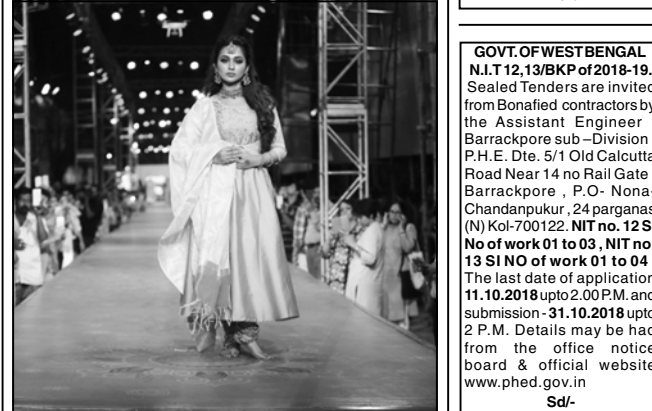 GOVT. OF WEST BENGAL
N.I.T 12,13/BKP of 2018-19.
Sealed Tenders are invited
from Bonafied contractors by
the Assistant Engineer
Barrackpore sub –Division
P.H.E. Dte. 5/1 Old Calcutta
Road Near 14 no Rail Gate
Barrackpore , P.O- Nona-
Chandanpukur , 24 parganas
(N) Kol-700122. NIT no. 12 Sl
No of work 01 to 03 , NIT no.
13 SI NO of work 01 to 04
The last date of application
11.10.2018 upto 2.00 P.M. and
submission - 31.10.2018 upto
2 P.M. Details may be had
from the office notice
board & official website
www.phed.gov.in
Sd/-